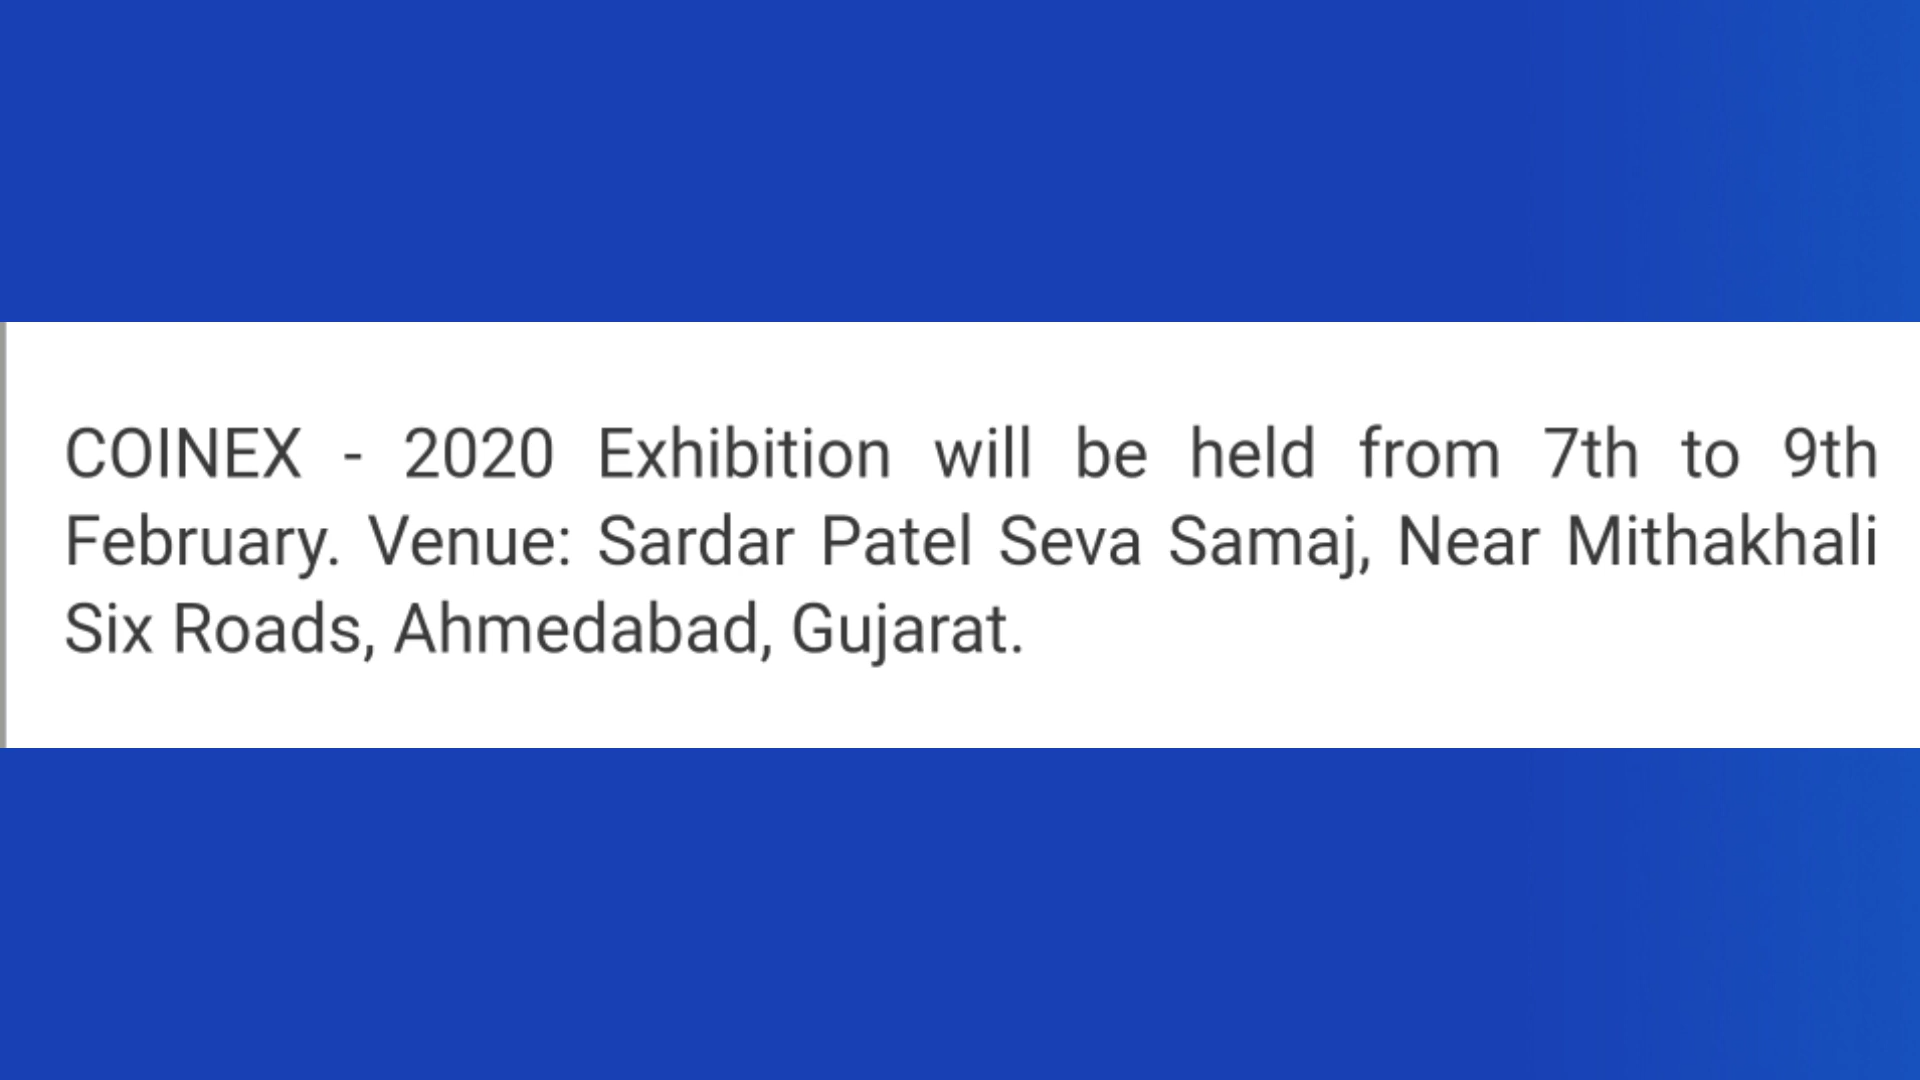 COINEX - 2020 Exhibition will be held from 7th to 9th
February. Venue: Sardar Patel Seva Samaj, Near Mithakhali
Six Roads, Ahmedabad, Gujarat.